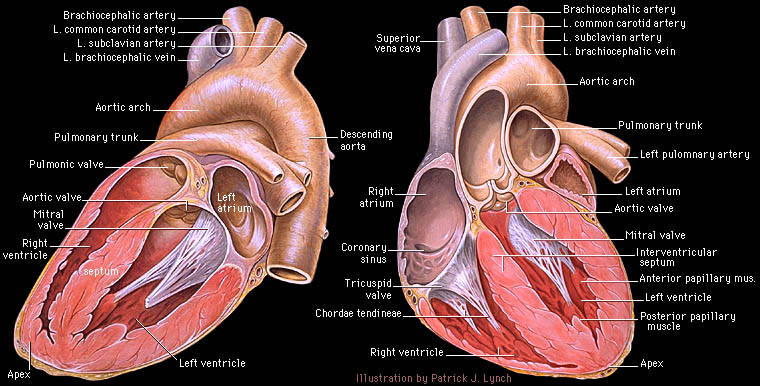 Brachiocephalic artery
L. common carotid artery
L. subclavian artery
L. brachiocephalic vein
Aortic arch
Pulmonary trunk
Pulmonic valve
Aortic valve
Mitral
valve
Right
ventricle
septum
Left
atrium
Descending
aorta
Left ventricle
Apex
Superior
vena cava
Brachiocephalic artery
L. common carotid artery
L. subclavian artery
L. brachiocephalic vein
Aortic arch
Pulmonary trunk
Left pulomnary artery
Right
atrium
Left atrium
Aortic valve
Mitral valve
Coronary
sinus
Interventricular
septum
Tricuspid
valve
Anterior papillary mus.
Left ventricle
Chordae tendineae
Posterior papillary
muscle
Right ventricle
Apex
Illustration by Patrick J. Lynch